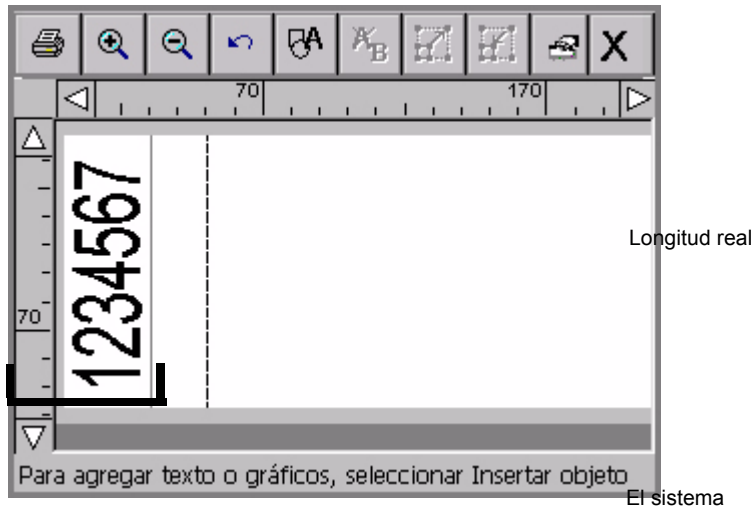 A
A B
X
70
170
Longitud real
1234567
70
Para agregar texto o gráficos, seleccionar Insertar objeto
El sistema